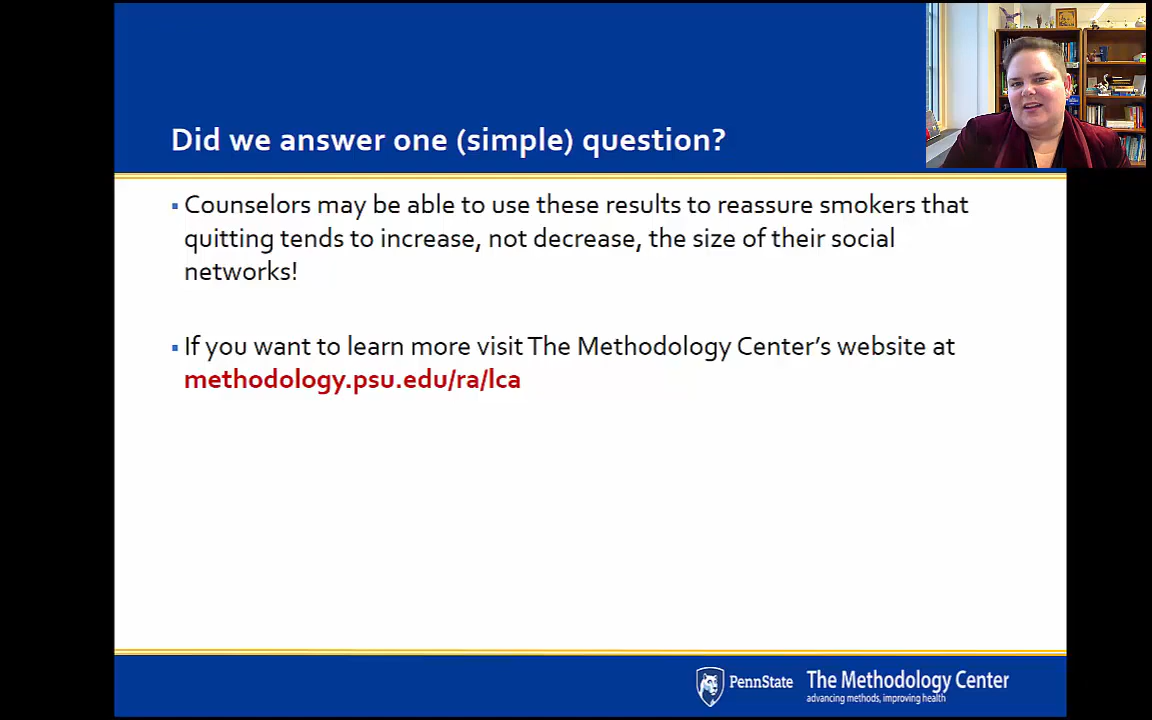 Did we answer one (simple) question?
Counselors may be able to use these results to reassure smokers that
quitting tends to increase, not decrease, the size of their social
networks!
If you want to learn more visit The Methodology Center’s website at
methodology.psu.edu/ra/lca
PennState
The Methodology Center
advancing methods, improving health